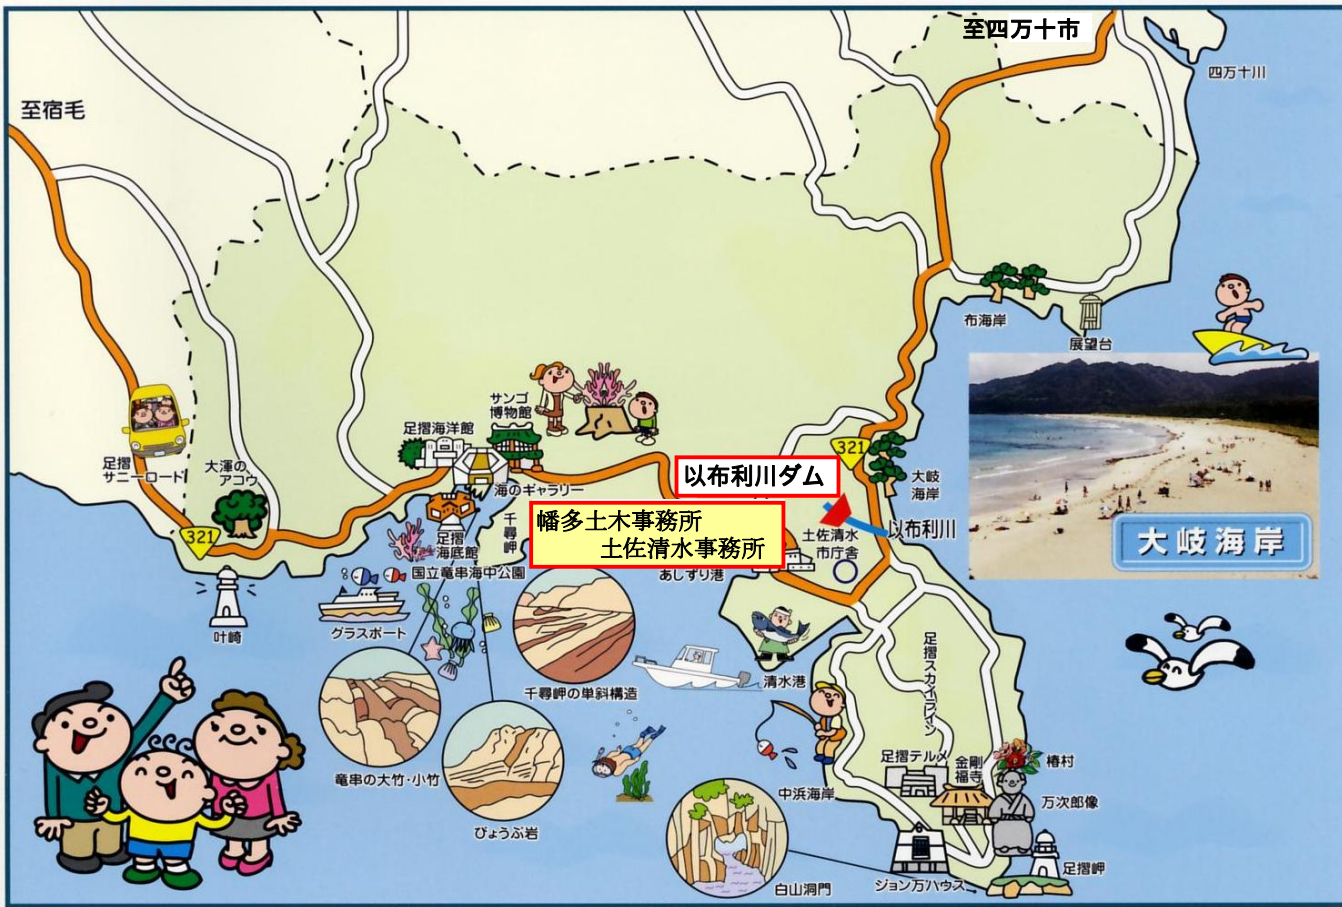 至四万十市
四万十川
至宿毛
布海岸
展望台
サンゴ
博物館
足摺海洋館
321
大岐
海岸
大岐海岸
足摺
サニーロード
大渾の
アコウ
海のギャラリー
以布利川ダム
以布利川
幡多土木事務所
土佐清水事務所
土佐清水
市庁舎
321
足摺
海底館
千尋岬
国立竜串海中公園
あしずり港
叶崎
グラスボート
千尋岬の単斜構造
清水港
足摺スカイライン
竜串の大竹・小竹
びょうぶ岩
中浜海岸
足摺テルメ
金剛
福寺
椿村
万次郎像
白山洞門
ジョン万ハウス
足摺岬